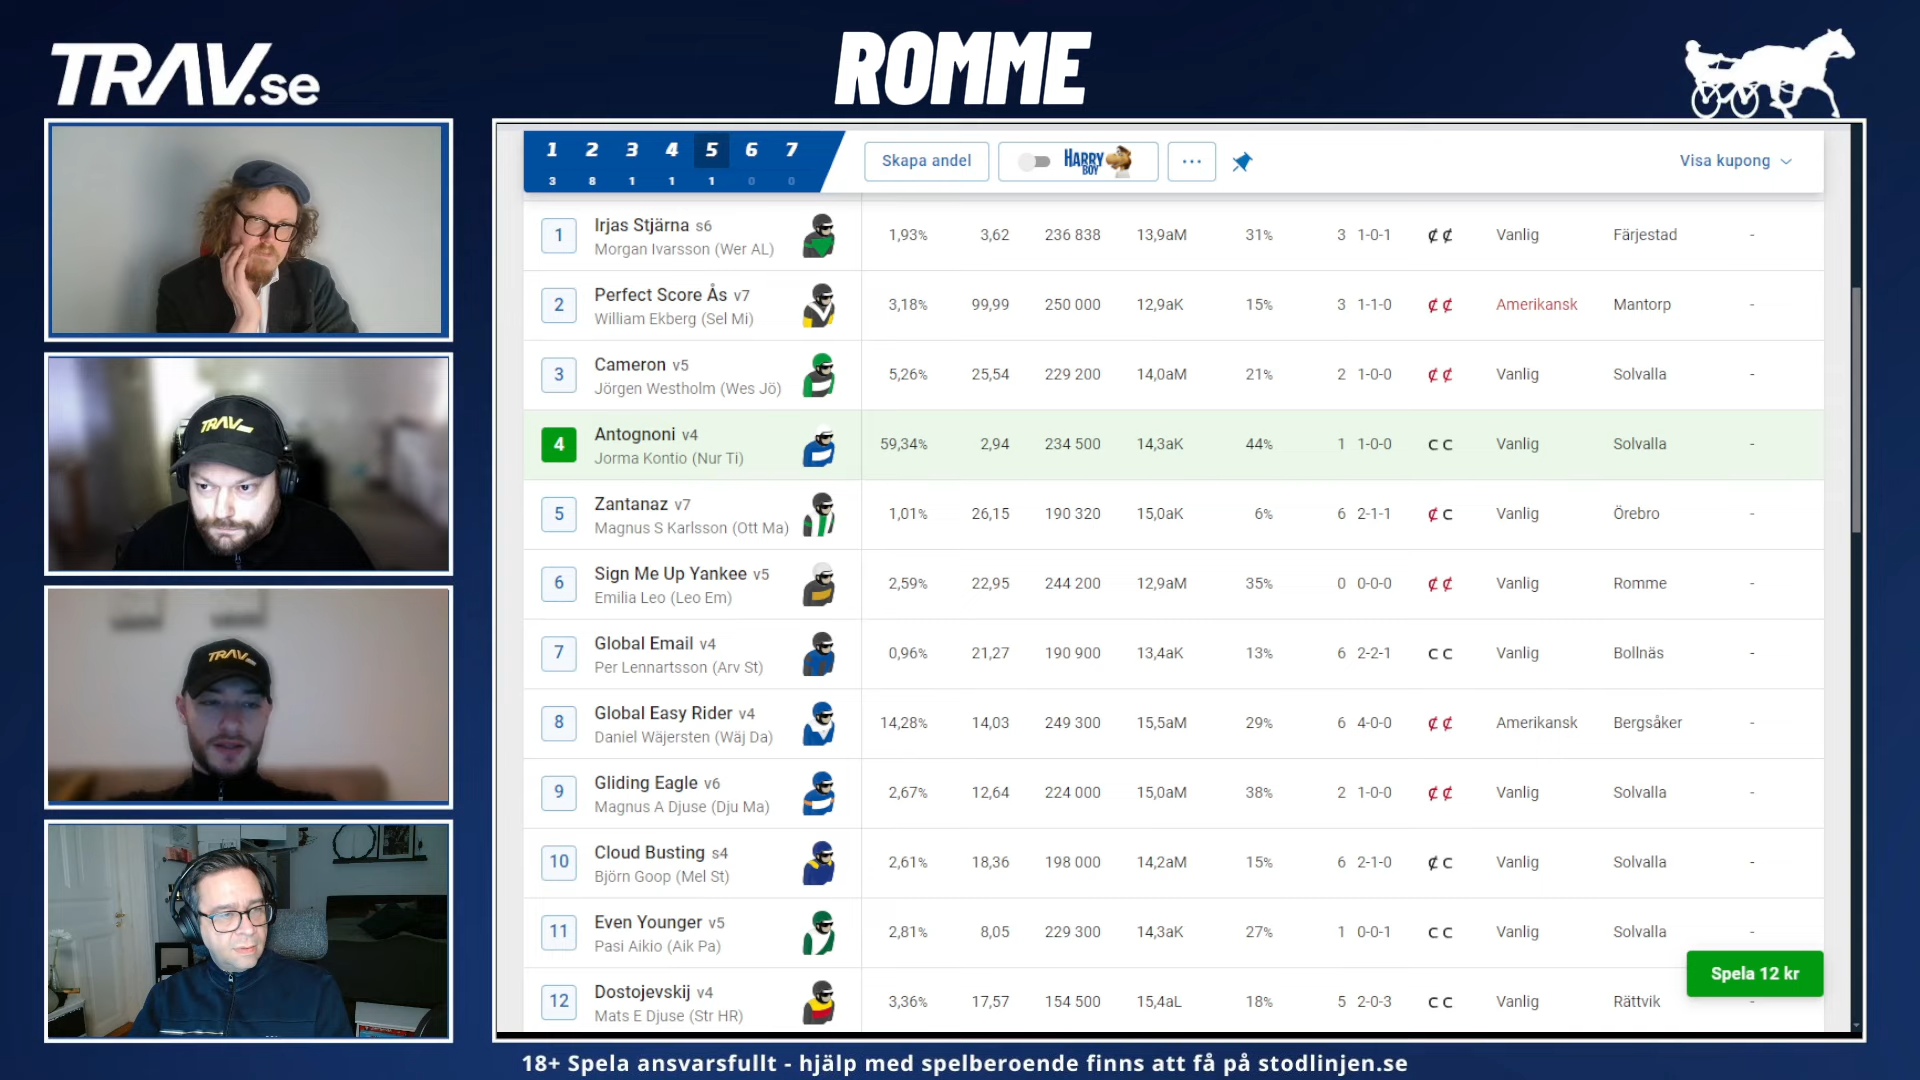 TRAV.se
ROMME
1 2 3 4 5 6 7
3 8 1 1 1 0 0
Skapa andel
HARRY BOY
...
Visa kupong
1 Irjas Stjärna s6 1,93% 3,62 236 838 13,9aM 31% 3 1-0-1 ₵ ₵ Vanlig Färjestad -
Morgan Ivarsson (Wer AL)
2 Perfect Score Ås v7 3,18% 99,99 250 000 12,9aK 15% 3 1-1-0 ₵ ₵ Amerikansk Mantorp -
William Ekberg (Sel Mi)
3 Cameron v5 5,26% 25,54 229 200 14,0aM 21% 2 1-0-0 ₵ ₵ Vanlig Solvalla -
Jörgen Westholm (Wes Jö)
4 Antognoni v4 59,34% 2,94 234 500 14,3aK 44% 1 1-0-0 C C Vanlig Solvalla -
Jorma Kontio (Nur Ti)
5 Zantanaz v7 1,01% 26,15 190 320 15,0aK 6% 6 2-1-1 ₵ C Vanlig Örebro -
Magnus S Karlsson (Ott Ma)
6 Sign Me Up Yankee v5 2,59% 22,95 244 200 12,9aM 35% 0 0-0-0 ₵ ₵ Vanlig Romme -
Emilia Leo (Leo Em)
7 Global Email v4 0,96% 21,27 190 900 13,4aK 13% 6 2-2-1 C C Vanlig Bollnäs -
Per Lennartsson (Arv St)
8 Global Easy Rider v4 14,28% 14,03 249 300 15,5aM 29% 6 4-0-0 ₵ ₵ Amerikansk Bergsåker -
Daniel Wäjersten (Wäj Da)
9 Gliding Eagle v6 2,67% 12,64 224 000 15,0aM 38% 2 1-0-0 ₵ ₵ Vanlig Solvalla -
Magnus A Djuse (Dju Ma)
10 Cloud Busting s4 2,61% 18,36 198 000 14,2aM 15% 6 2-1-0 ₵ C Vanlig Solvalla -
Björn Goop (Mel St)
11 Even Younger v5 2,81% 8,05 229 300 14,3aK 27% 1 0-0-1 C C Vanlig Solvalla -
Pasi Aikio (Aik Pa)
Spela 12 kr
12 Dostojevskij v4 3,36% 17,57 154 500 15,4aL 18% 5 2-0-3 C C Vanlig Rättvik -
Mats E Djuse (Str HR)
TRAV
TRAV
18+ Spela ansvarsfullt - hjälp med spelberoende finns att få på stodlinjen.se